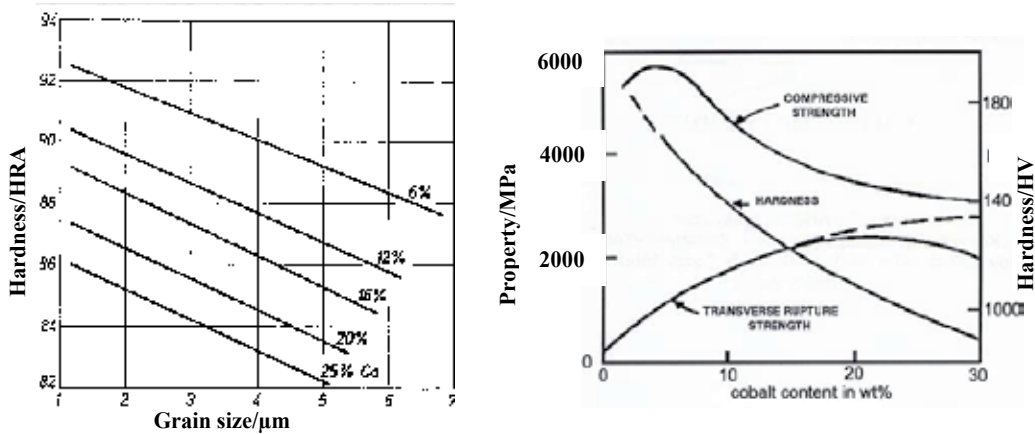 94
92
90
86
96
84
82
1
2
3
4
5
6
7
6%
12%
16%
20%
25% Co
Hardness/HRA
Grain size/μm
6000
4000
2000
0
0
10
20
30
COMPRESSIVE
STRENGTH
HARDNESS
TRANSVERSE RUPTURE
STRENGTH
1800
140
1000
Property/MPa
Hardness/HV
cobalt content in wt%